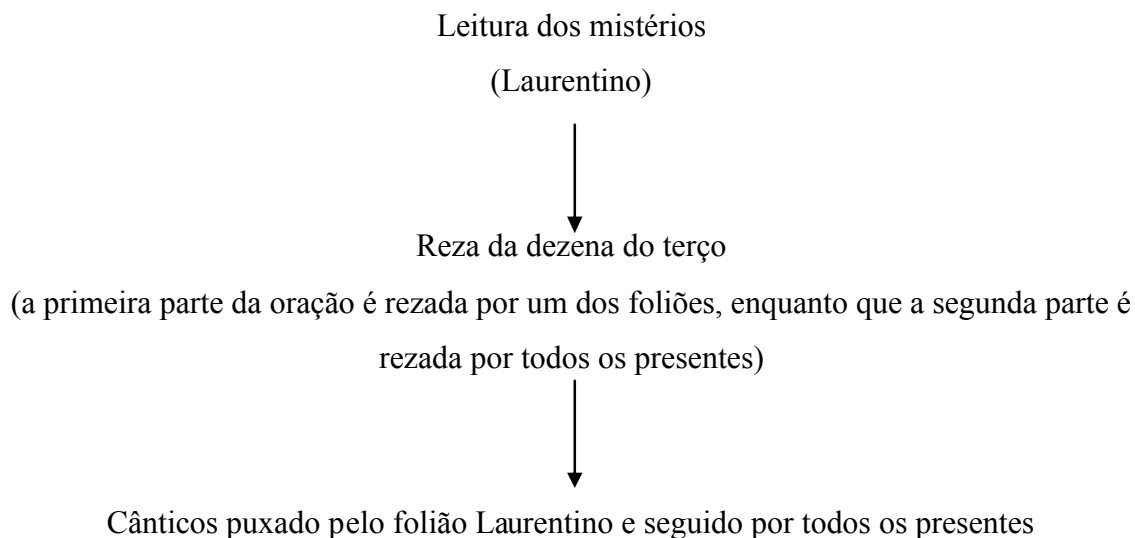 Leitura dos mistérios
(Laurentino)
Reza da dezena do terço
(a primeira parte da oração é rezada por um dos foliões, enquanto que a segunda parte é
rezada por todos os presentes)
Cânticos puxado pelo folião Laurentino e seguido por todos os presentes